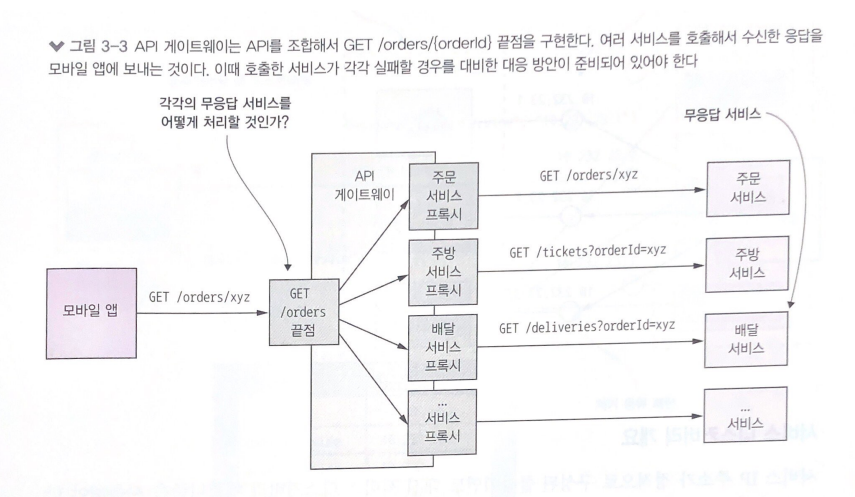 그림 3-3 API 게이트웨이는 API를 조합해서 GET /orders/{orderId} 끝점을 구현한다. 여러 서비스를 호출해서 수신한 응답을
모바일 앱에 보내는 것이다. 이때 호출한 서비스가 각각 실패할 경우를 대비한 대응 방안이 준비되어 있어야 한다
각각의 무응답 서비스를
어떻게 처리할 것인가?
무응답 서비스
API
게이트웨이
주문
서비스
프록시
GET /orders/xyz
주문
서비스
주방
서비스
프록시
GET /tickets?orderId=xyz
주방
서비스
모바일 앱
GET /orders/xyz
GET
/orders
끝점
배달
서비스
프록시
GET /deliveries?orderId=xyz
배달
서비스
...
서비스
프록시
...
서비스